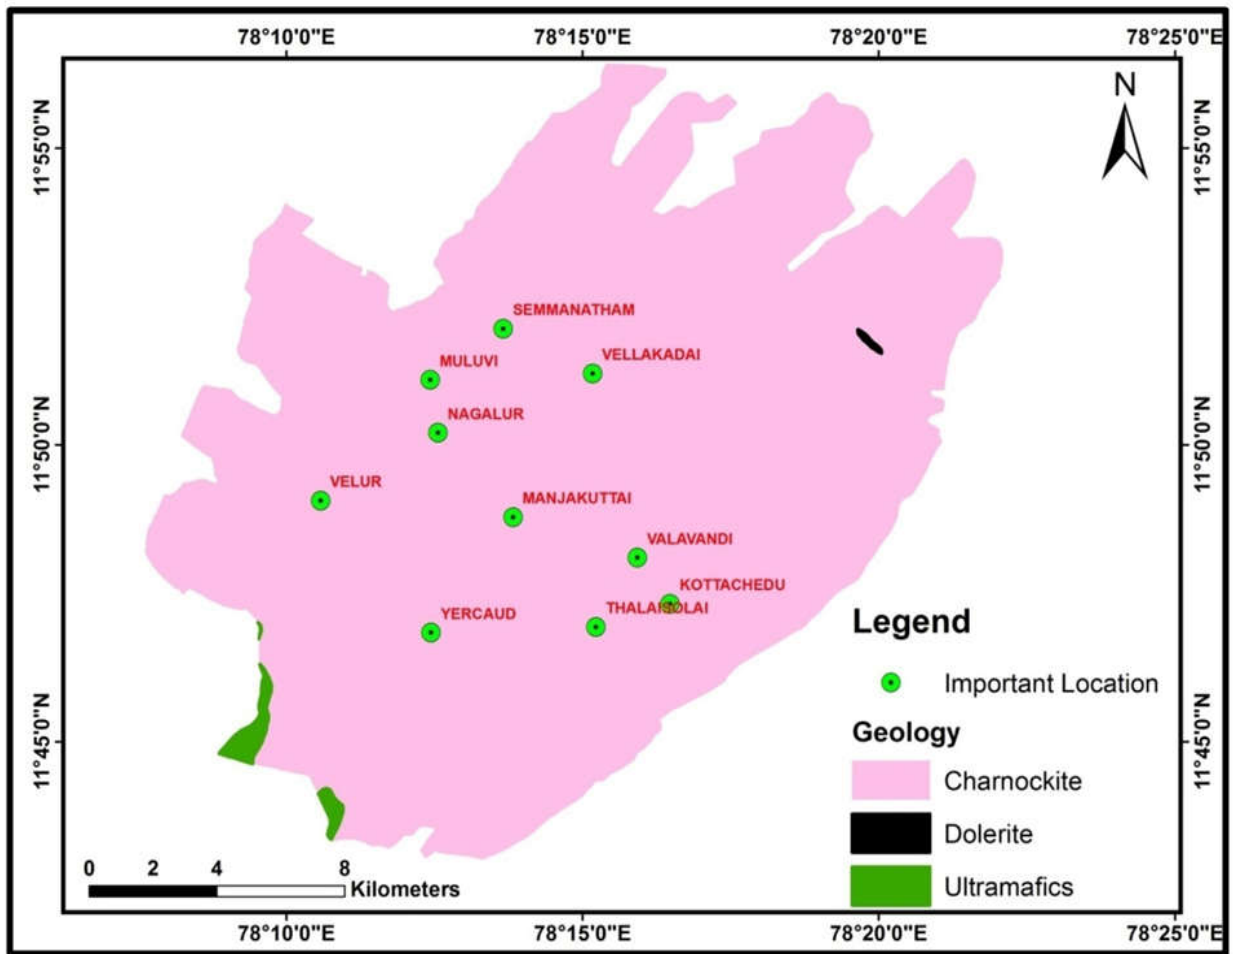 78°10'0"E 78°15'0"E 78°20'0"E 78°25'0"E
N
11°55'0"N 11°55'0"N
SEMMANATHAM
VELLAKADAI
MULUVI
NAGALUR
11°50'0"N 11°50'0"N
VELUR
MANJAKUTTAI
VALAVANDI
KOTTACHEDU
THALAISOLAI
YERCAUD
Legend
Important Location
11°45'0"N 11°45'0"N
Geology
Charnockite
Dolerite
Ultramafics
0 2 4 8
Kilometers
78°10'0"E 78°15'0"E 78°20'0"E 78°25'0"E